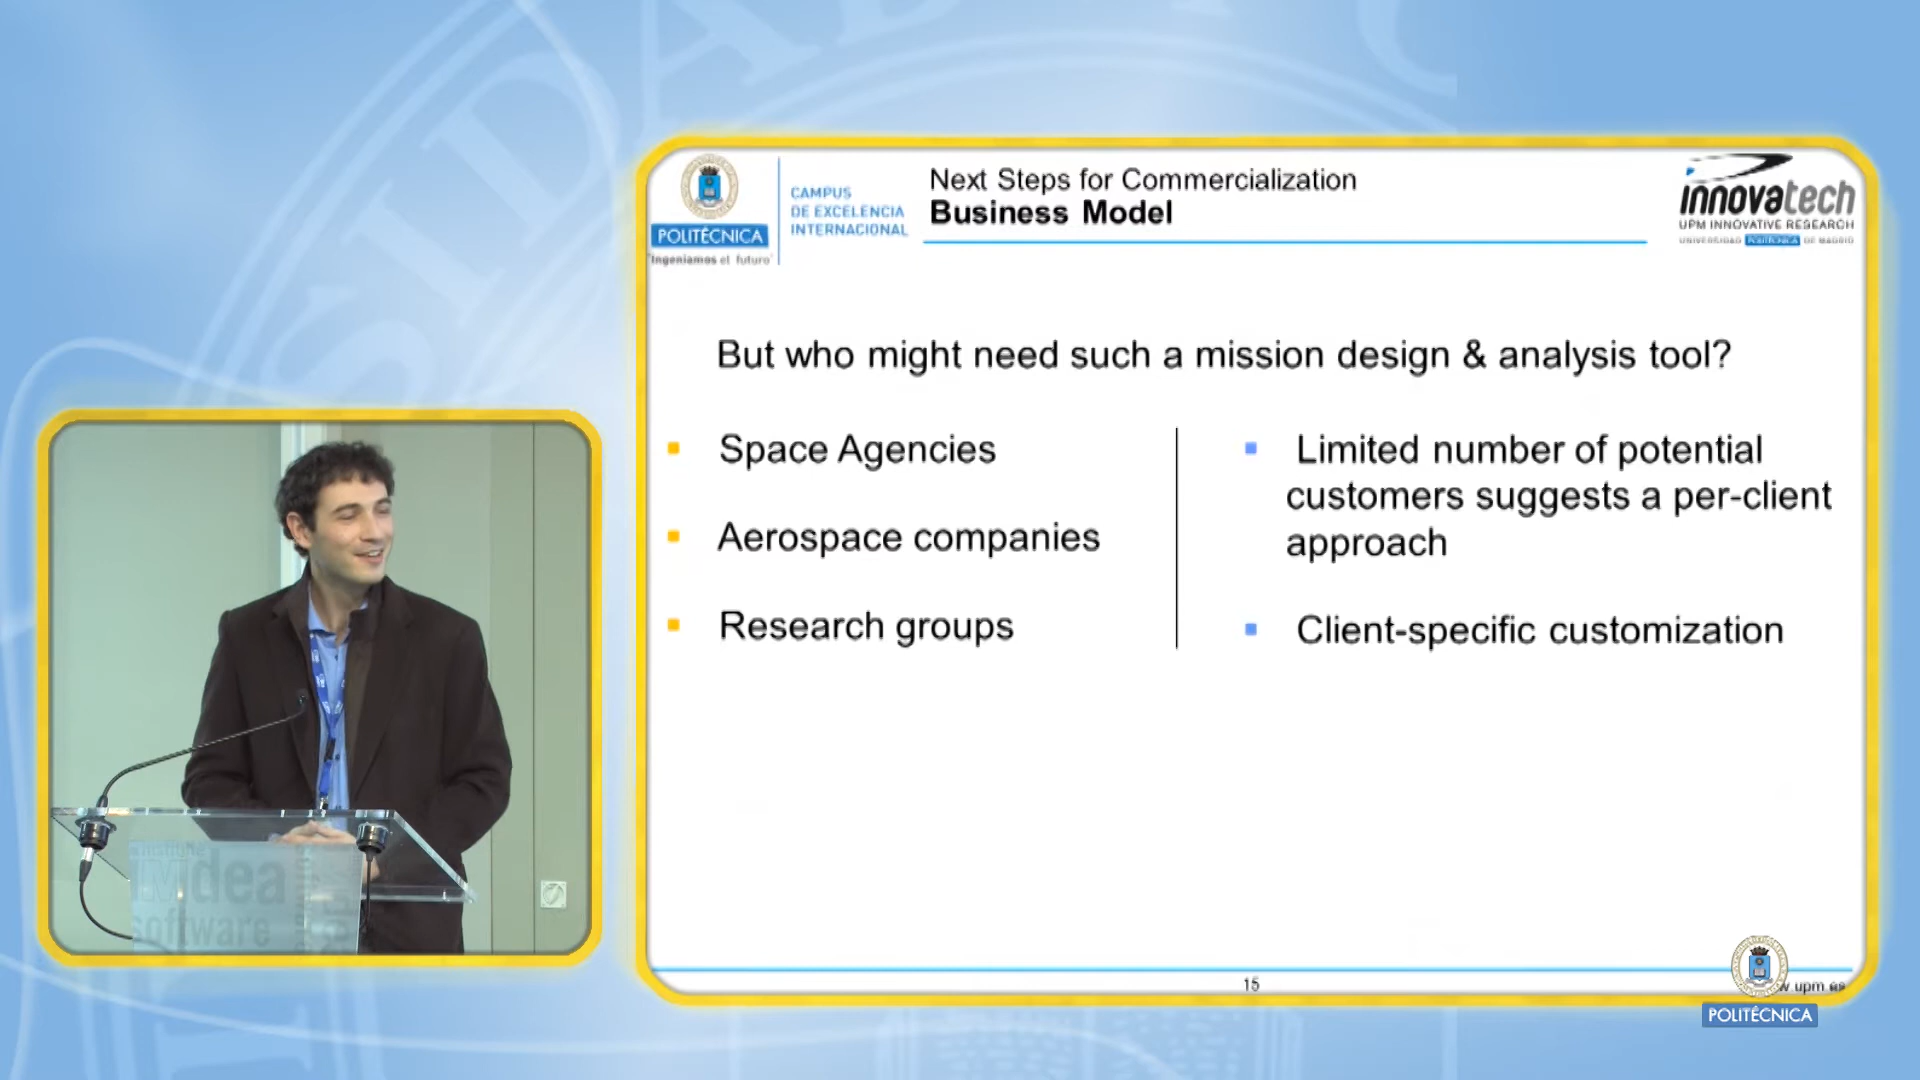 CAMPUS
DE EXCELENCIA
INTERNACIONAL
POLITÉCNICA
"Ingeniamos el futuro"
Next Steps for Commercialization
Business Model
innovatech
UPM INNOVATIVE RESEARCH
UNIVERSIDAD POLITÉCNICA DE MADRID
But who might need such a mission design & analysis tool?
Space Agencies
Aerospace companies
Research groups
Limited number of potential
customers suggests a per-client
approach
Client-specific customization
15
w.upm.es
POLITÉCNICA
iMdea
software